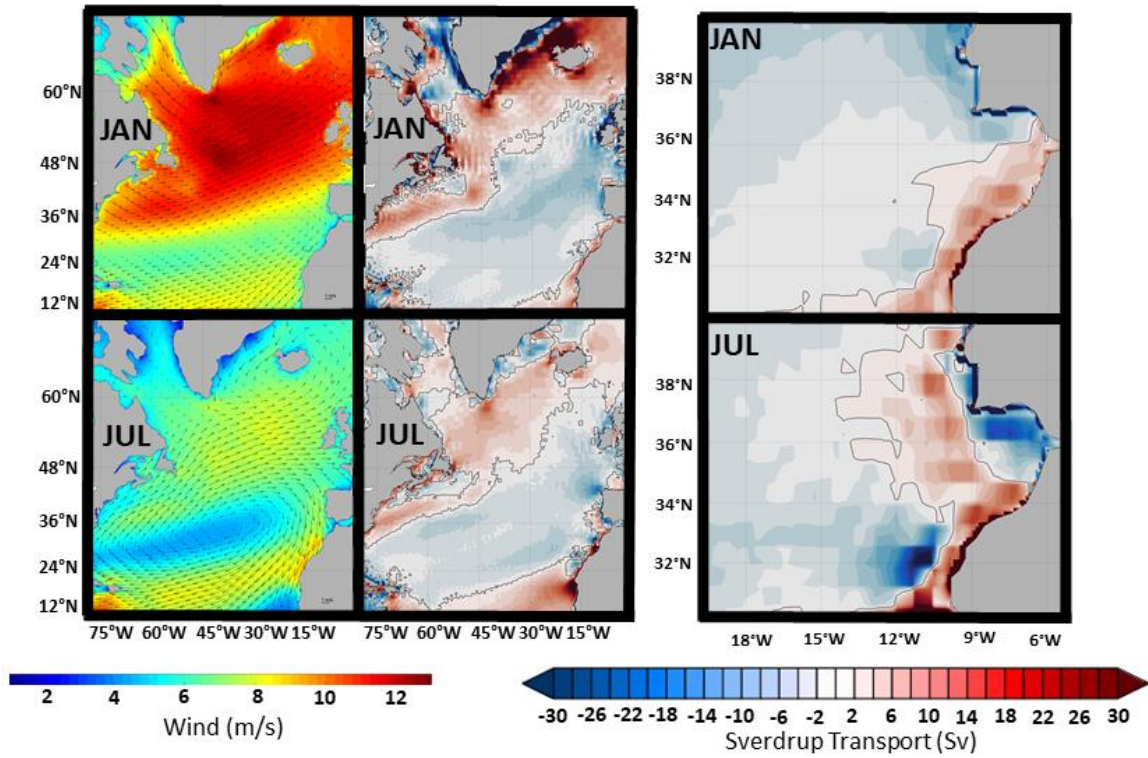 JAN
JAN
JAN
60°N
48°N
36°N
24°N
12°N
38°N
36°N
34°N
32°N
JUL
JUL
JUL
60°N
48°N
36°N
24°N
12°N
38°N
36°N
34°N
32°N
75°W 60°W 45°W 30°W 15°W
75°W 60°W 45°W 30°W 15°W
18°W 15°W 12°W 9°W 6°W
2 4 6 8 10 12
Wind (m/s)
-30 -26 -22 -18 -14 -10 -6 -2 2 6 10 14 18 22 26 30
Sverdrup Transport (Sv)